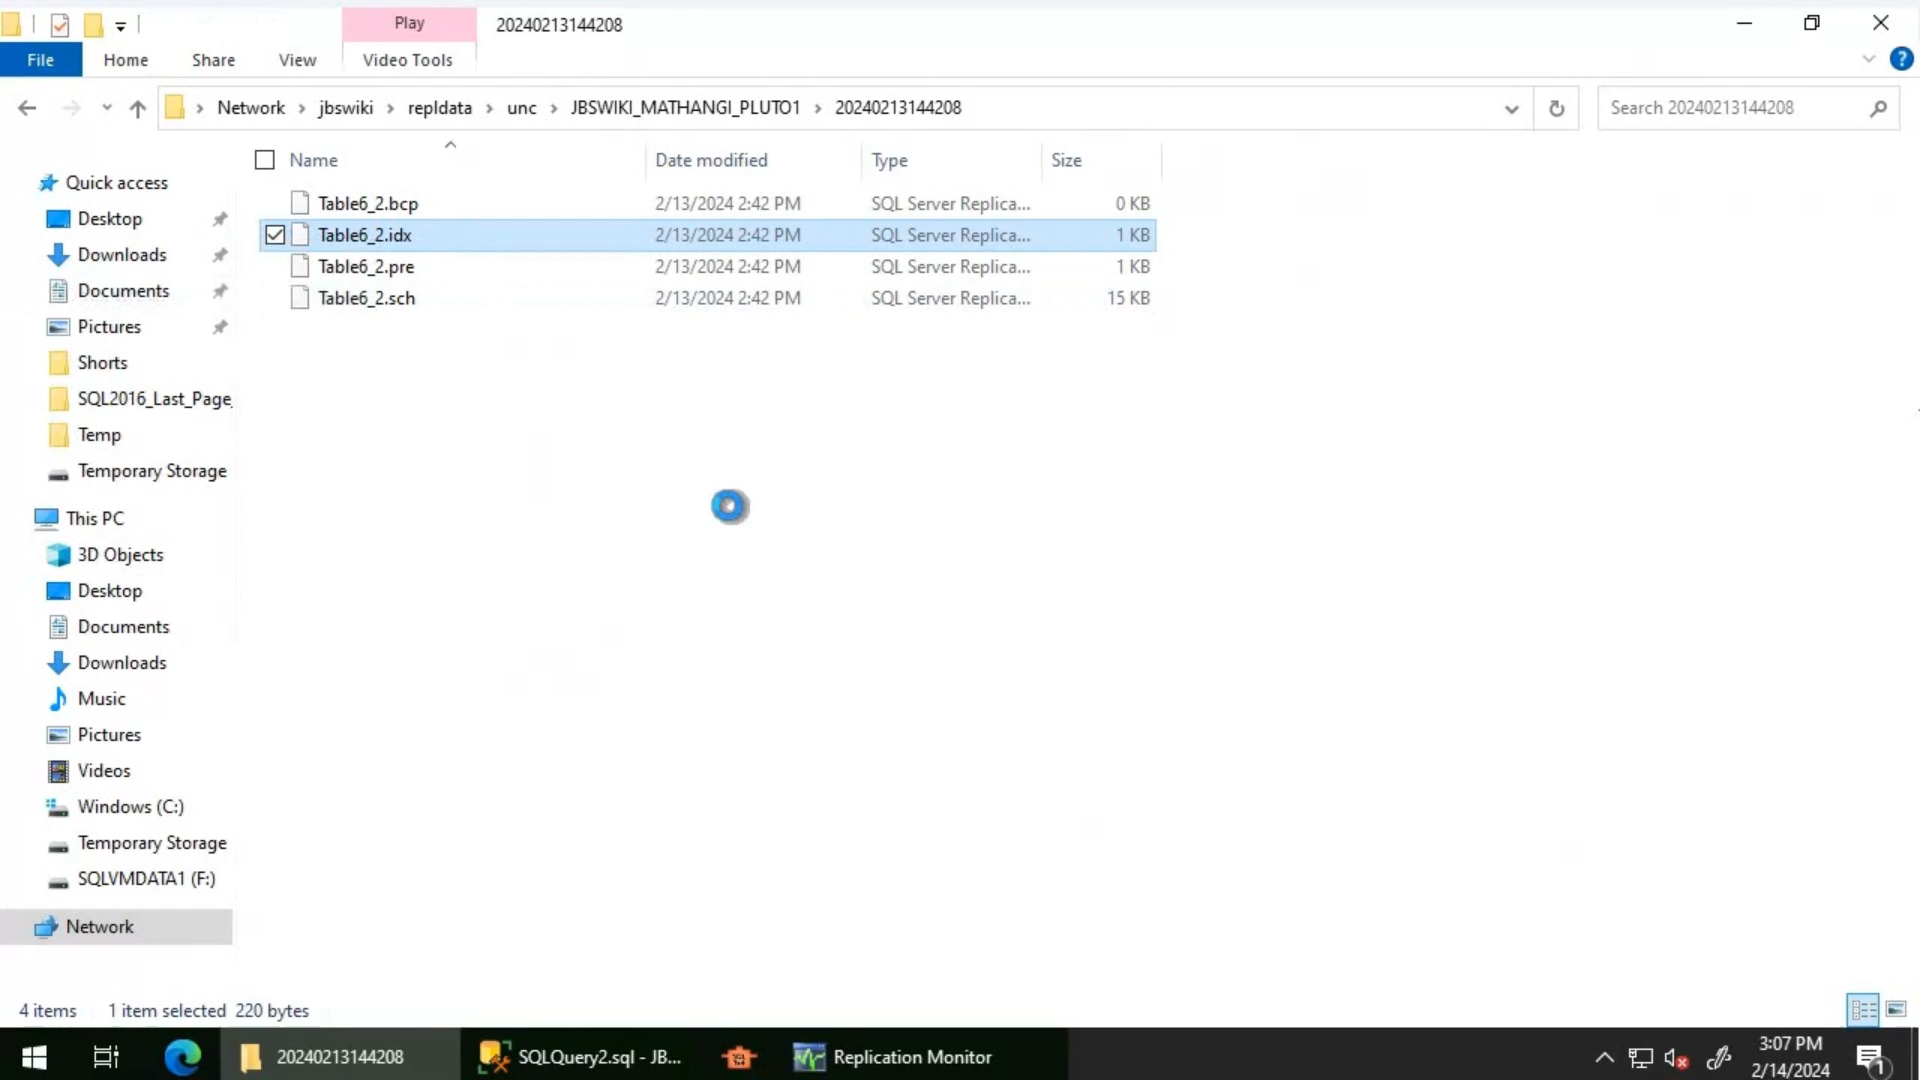 Play
20240213144208
File
Home
Share
View
Video Tools
?
Network
jbswiki
repldata
unc
JBSWIKI_MATHANGI_PLUTO1
20240213144208
Search 20240213144208
Name
Date modified
Type
Size
Table6_2.bcp
2/13/2024 2:42 PM
SQL Server Replica...
0 KB
Table6_2.idx
2/13/2024 2:42 PM
SQL Server Replica...
1 KB
Table6_2.pre
2/13/2024 2:42 PM
SQL Server Replica...
1 KB
Table6_2.sch
2/13/2024 2:42 PM
SQL Server Replica...
15 KB
Quick access
Desktop
Downloads
Documents
Pictures
Shorts
SQL2016_Last_Page_
Temp
Temporary Storage
This PC
3D Objects
Desktop
Documents
Downloads
Music
Pictures
Videos
Windows (C:)
Temporary Storage
SQLVMDATA1 (F:)
Network
4 items
1 item selected 220 bytes
20240213144208
SQLQuery2.sql - JB...
Replication Monitor
3:07 PM
2/14/2024
1